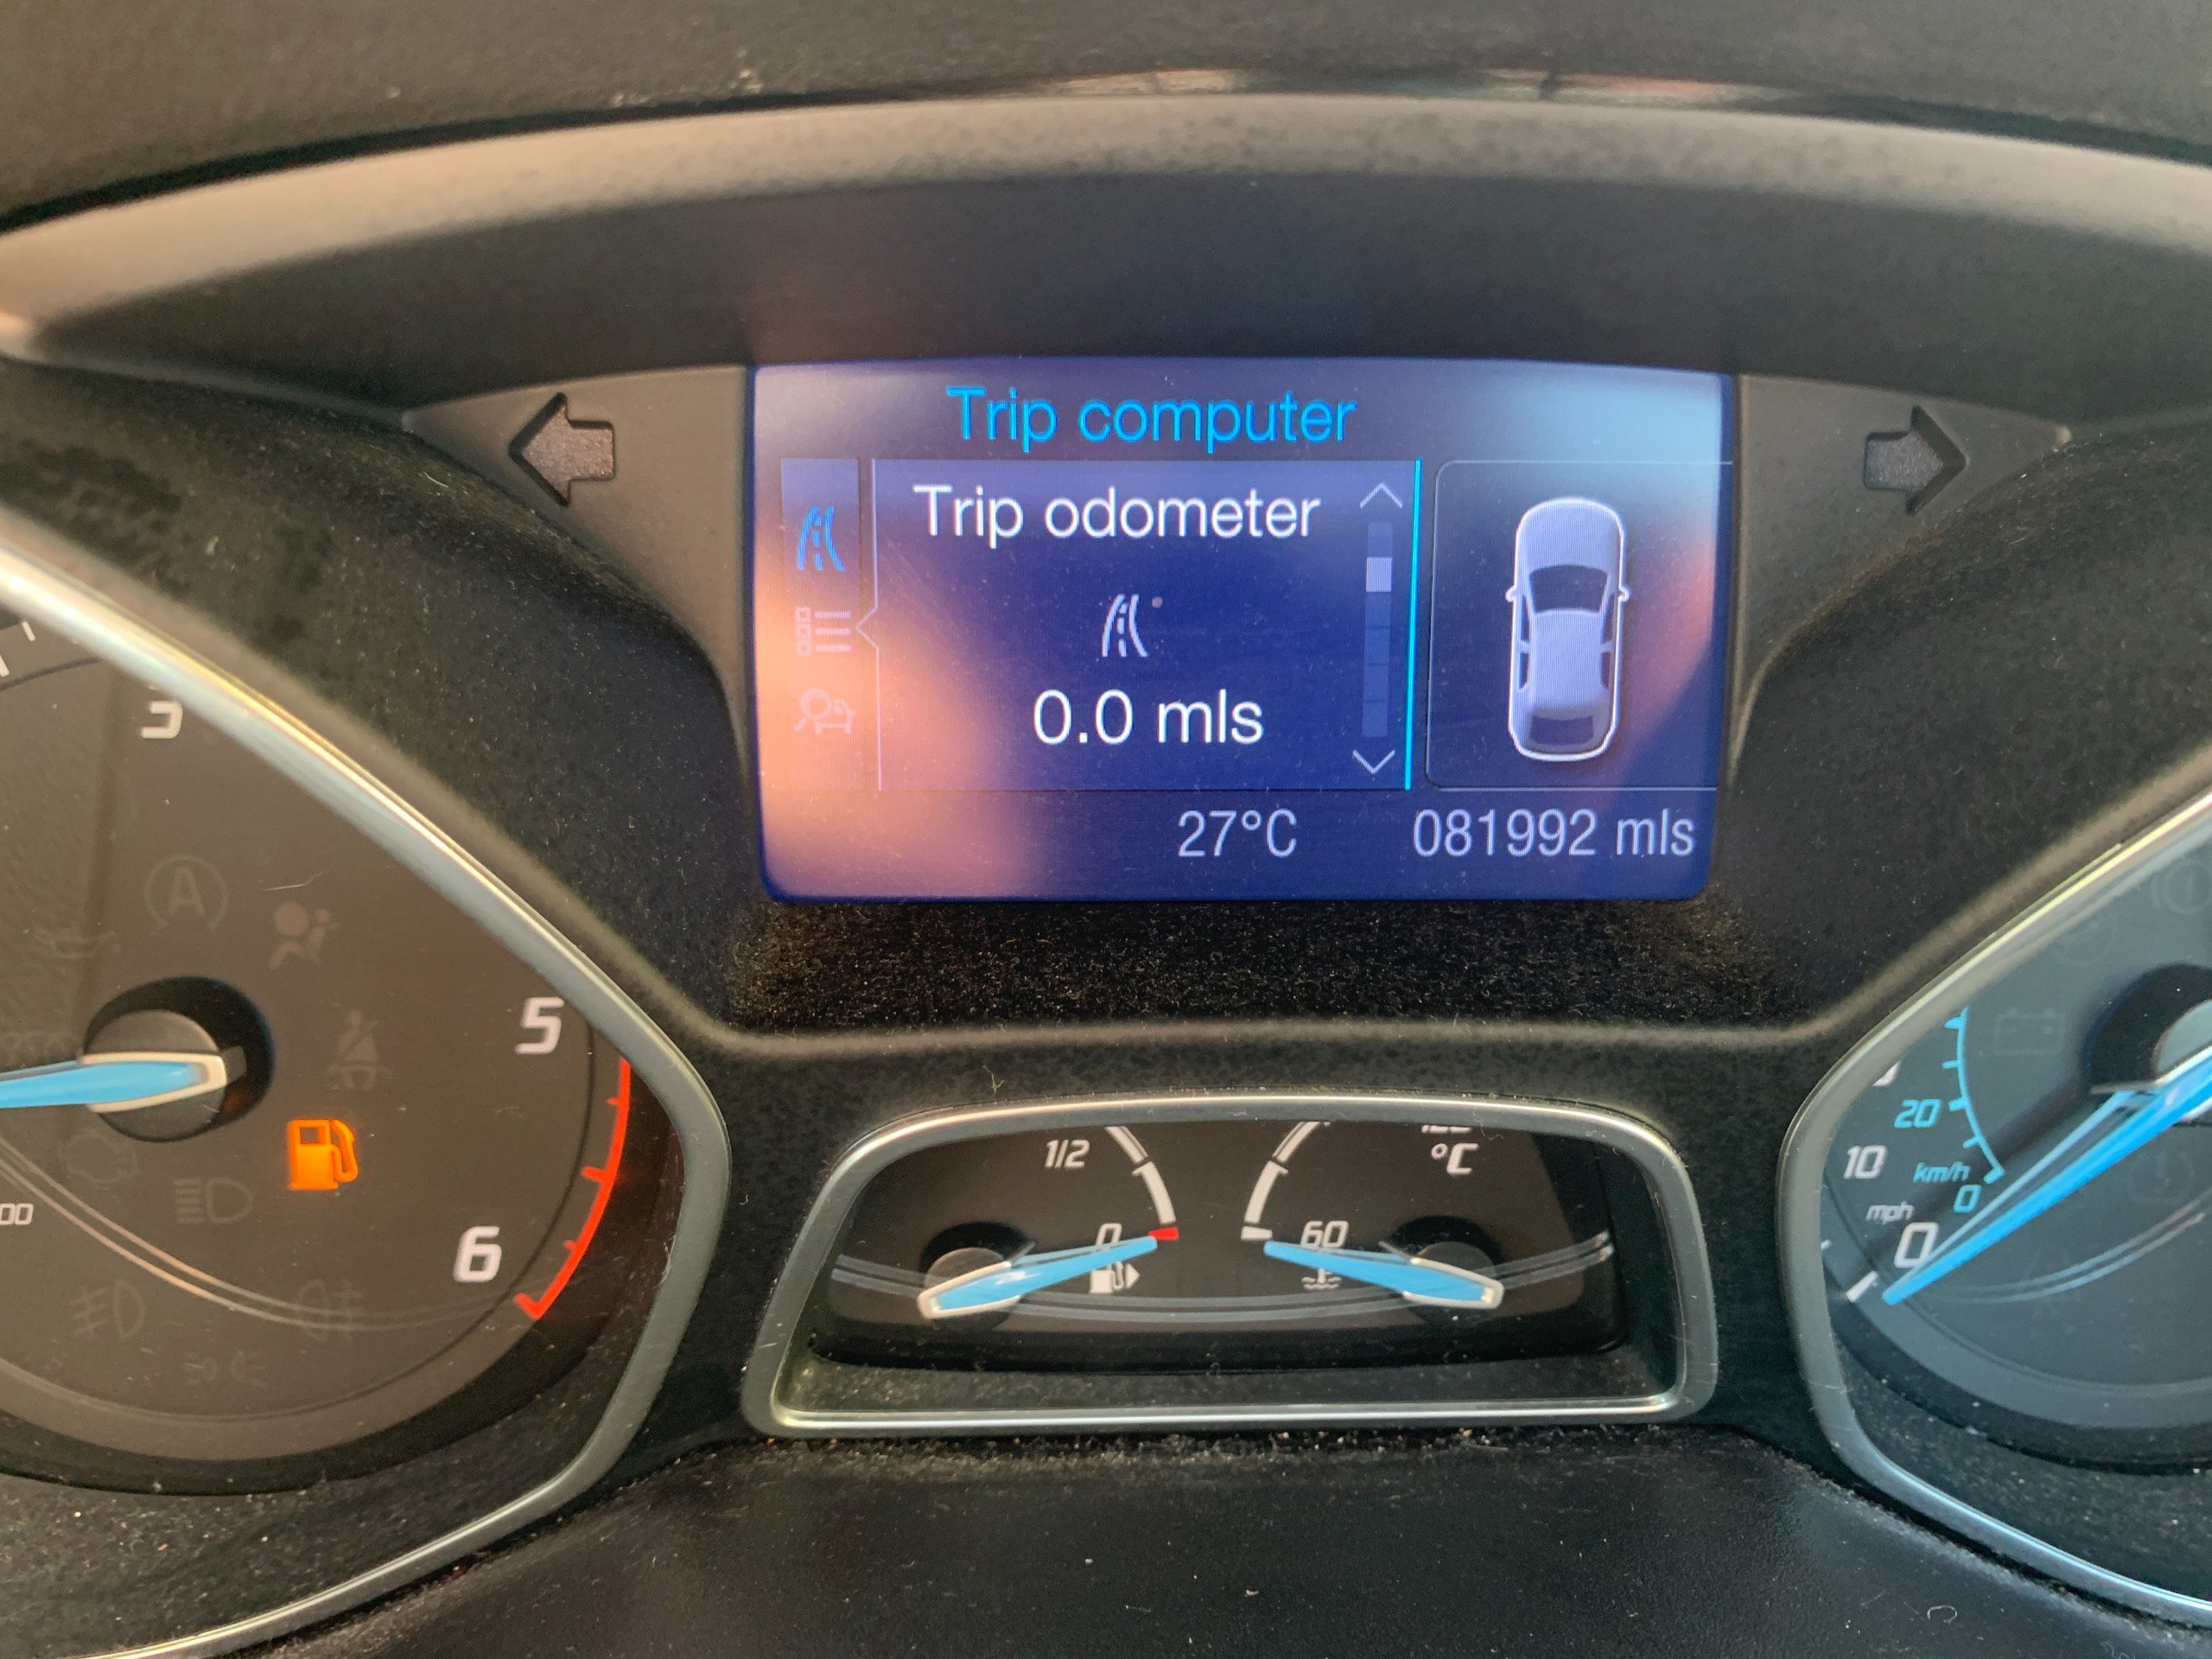 Trip computer
Trip odometer
0.0 mls
27°C
081992 mls
5
6
1/2
0
°C
60
20
10
km/h
0
mph
0
A